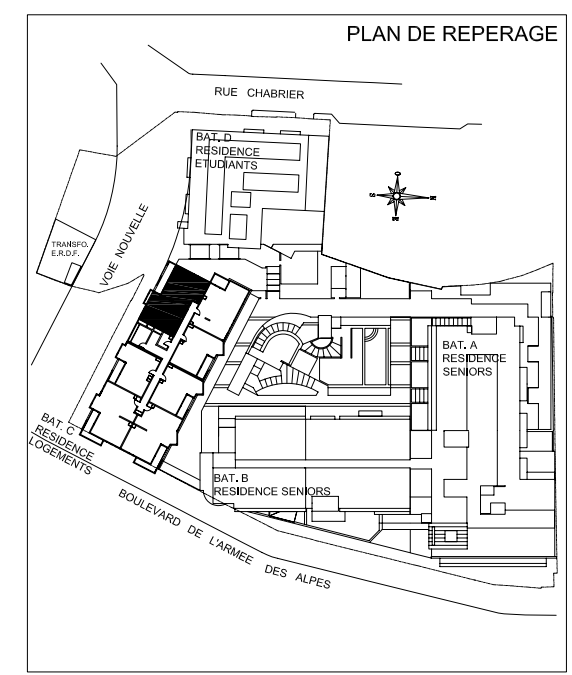 PLAN DE REPERAGE
RUE CHABRIER
BAT. D
RESIDENCE
ETUDIANTS
VOIE NOUVELLE
TRANSFO.
E.R.D.F.
BAT. A
RESIDENCE
SENIORS
BAT. C
RESIDENCE
LOGEMENTS
BAT. B
RESIDENCE SENIORS
BOULEVARD DE L'ARMEE DES ALPES